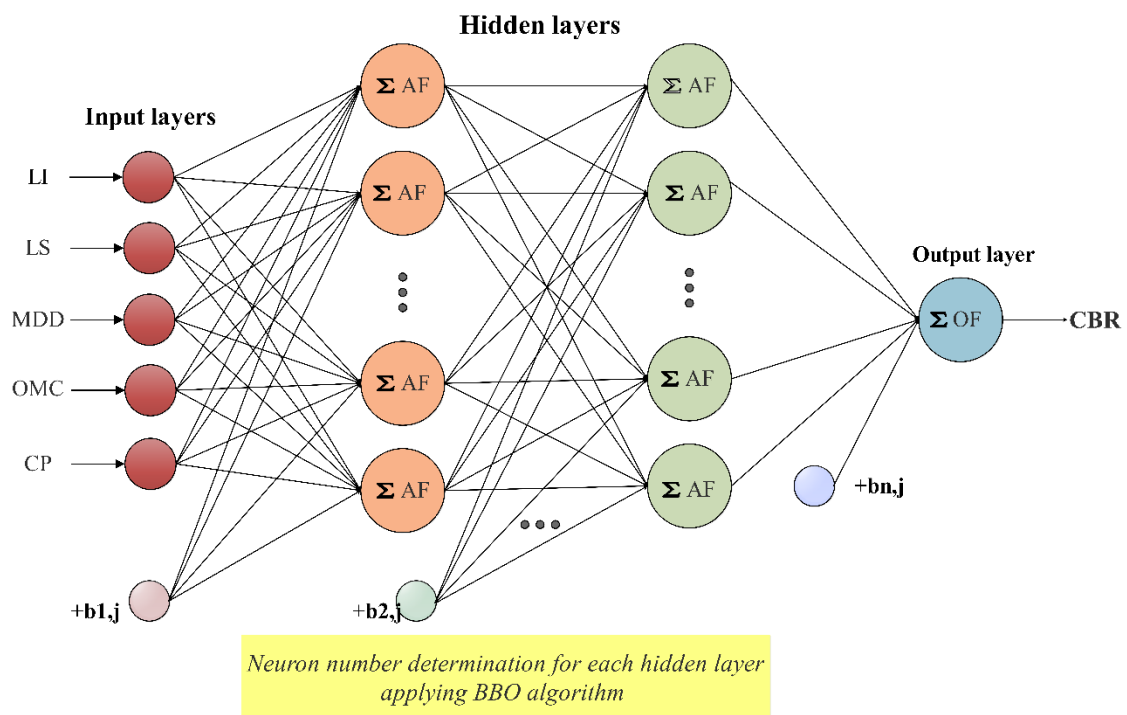 Hidden layers
Input layers
LI
LS
MDD
OMC
CP
+b1,j
Σ AF
Σ AF
Σ AF
Σ AF
+b2,j
Σ AF
Σ AF
Σ AF
Σ AF
+bn,j
Output layer
Σ OF
CBR
Neuron number determination for each hidden layer
applying BBO algorithm